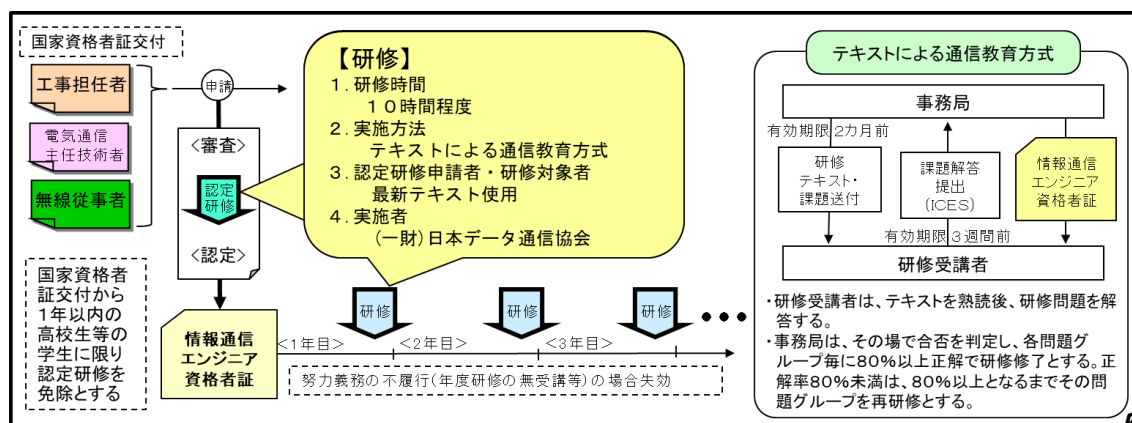 国家資格者証交付
工事担任者
電気通信
主任技術者
無線従事者
申請
<審査>
認定
研修
<認定>
情報通信
エンジニア
資格者証
国家資格者
証交付から
1年以内の
高校生等の
学生に限り
認定研修を
免除とする
【研修】
1.研修時間
10時間程度
2.実施方法
テキストによる通信教育方式
3.認定研修申請者・研修対象者
最新テキスト使用
4.実施者
(一財)日本データ通信協会
研修
研修
研修
<1年目>
<2年目>
<3年目>
努力義務の不履行(年度研修の無受講等)の場合失効
テキストによる通信教育方式
事務局
有効期限2カ月前
研修
テキスト・
課題送付
課題解答
提出
(ICES)
情報通信
エンジニア
資格者証
有効期限3週間前
研修受講者
・研修受講者は、テキストを熟読後、研修問題を解
答する。
・事務局は、その場で合否を判定し、各問題グ
ループ毎に80%以上正解で研修修了とする。正
解率80%未満は、80%以上となるまでその問
題グループを再研修とする。